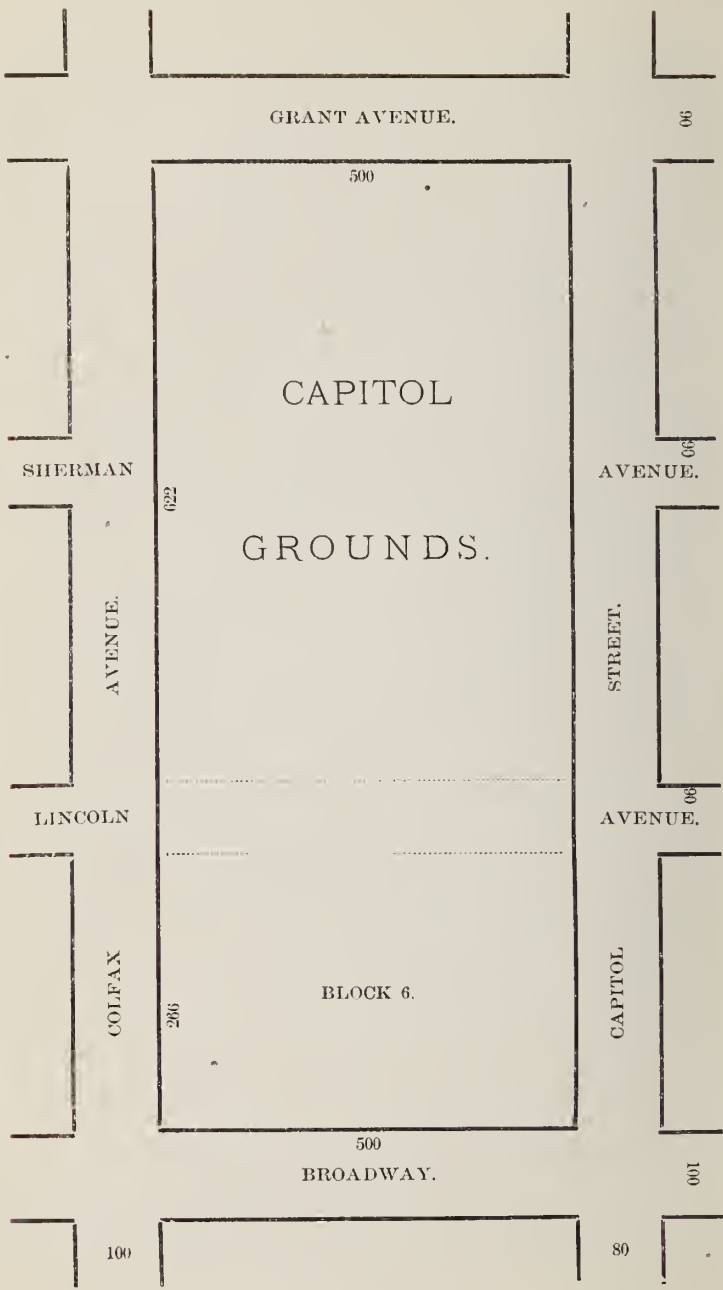 GRANT AVENUE.
90
500
CAPITOL
SHERMAN
AVENUE.
90
622
GROUNDS.
AVENUE.
STREET.
90
LINCOLN
AVENUE.
COLFAX
CAPITOL
266
BLOCK 6.
500
BROADWAY.
100
100
80